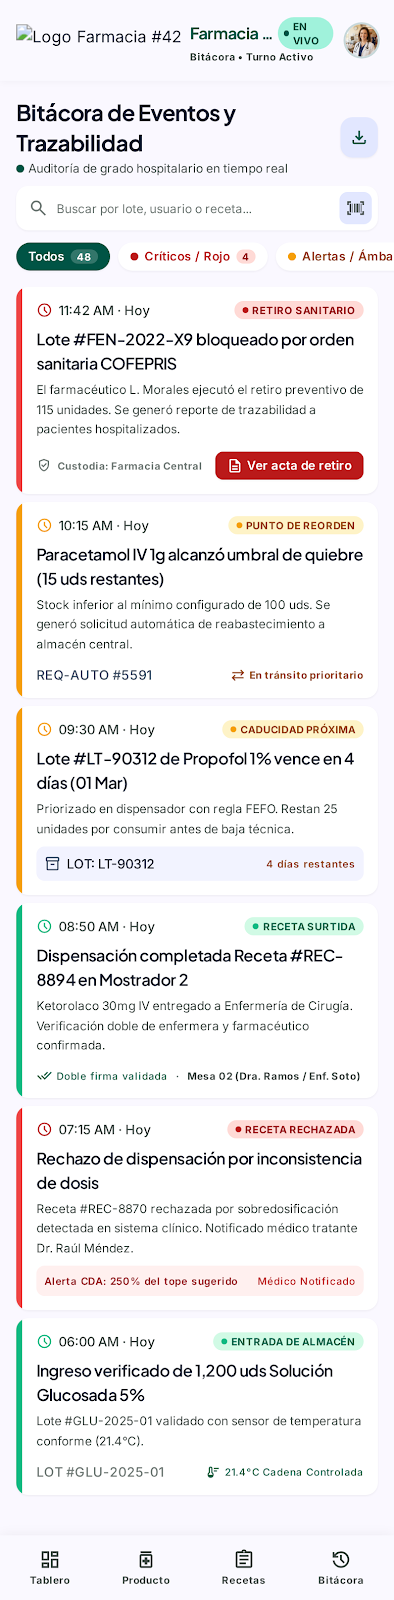 Logo Farmacia #42
Farmacia ...
EN VIVO
Bitácora • Turno Activo
Bitácora de Eventos y
Trazabilidad
Auditoría de grado hospitalario en tiempo real
Buscar por lote, usuario o receta...
Todos 48
Críticos / Rojo 4
Alertas / Ámba
11:42 AM · Hoy
RETIRO SANITARIO
Lote #FEN-2022-X9 bloqueado por orden
sanitaria COFEPRIS
El farmacéutico L. Morales ejecutó el retiro preventivo de
115 unidades. Se generó reporte de trazabilidad a
pacientes hospitalizados.
Custodia: Farmacia Central
Ver acta de retiro
10:15 AM · Hoy
PUNTO DE REORDEN
Paracetamol IV 1g alcanzó umbral de quiebre
(15 uds restantes)
Stock inferior al mínimo configurado de 100 uds. Se
generó solicitud automática de reabastecimiento a
almacén central.
REQ-AUTO #5591
En tránsito prioritario
09:30 AM · Hoy
CADUCIDAD PRÓXIMA
Lote #LT-90312 de Propofol 1% vence en 4
días (01 Mar)
Priorizado en dispensador con regla FEFO. Restan 25
unidades por consumir antes de baja técnica.
LOT: LT-90312
4 días restantes
08:50 AM · Hoy
RECETA SURTIDA
Dispensación completada Receta #REC-
8894 en Mostrador 2
Ketorolaco 30mg IV entregado a Enfermería de Cirugía.
Verificación doble de enfermera y farmacéutico
confirmada.
Doble firma validada · Mesa 02 (Dra. Ramos / Enf. Soto)
07:15 AM · Hoy
RECETA RECHAZADA
Rechazo de dispensación por inconsistencia
de dosis
Receta #REC-8870 rechazada por sobredosificación
detectada en sistema clínico. Notificado médico tratante
Dr. Raúl Méndez.
Alerta CDA: 250% del tope sugerido
Médico Notificado
06:00 AM · Hoy
ENTRADA DE ALMACÉN
Ingreso verificado de 1,200 uds Solución
Glucosada 5%
Lote #GLU-2025-01 validado con sensor de temperatura
conforme (21.4°C).
LOT #GLU-2025-01
21.4°C Cadena Controlada
Tablero
Producto
Recetas
Bitácora